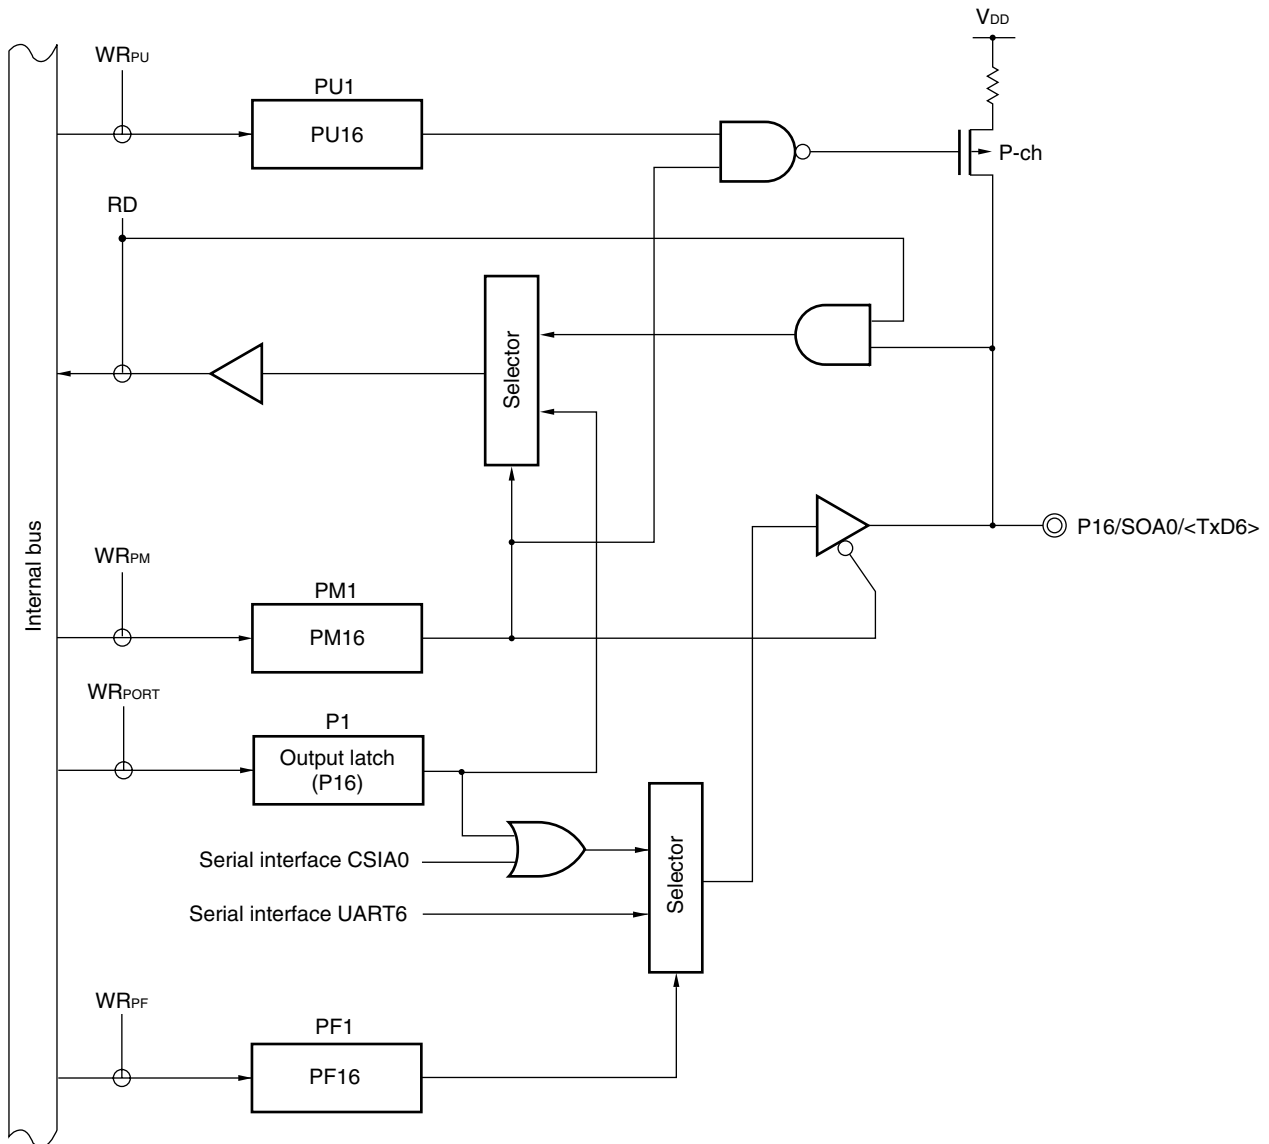 VDD
WRPU
PU1
PU16
P-ch
RD
Selector
Internal bus
P16/SOA0/<TxD6>
WRPM
PM1
PM16
WRPORT
P1
Output latch
(P16)
Serial interface CSIA0
Selector
Serial interface UART6
WRPF
PF1
PF16